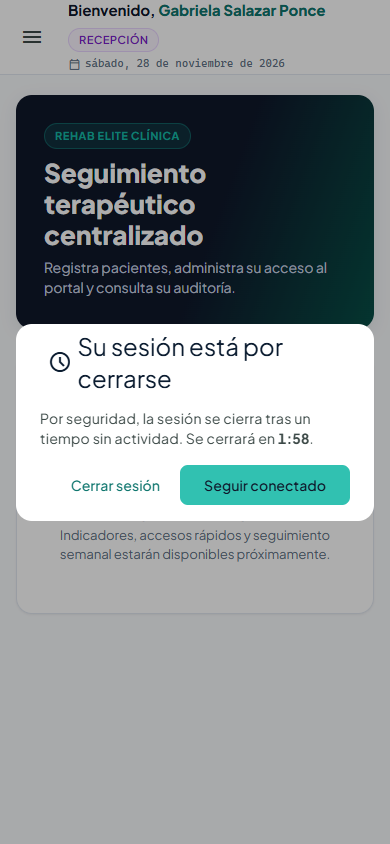 Bienvenido, Gabriela Salazar Ponce
RECEPCIÓN
sábado, 28 de noviembre de 2026
REHAB ELITE CLÍNICA
Seguimiento
terapéutico
centralizado
Registra pacientes, administra su acceso al
portal y consulta su auditoría.
Su sesión está por
cerrarse
Por seguridad, la sesión se cierra tras un
tiempo sin actividad. Se cerrará en 1:58.
Cerrar sesión
Seguir conectado
Indicadores, accesos rápidos y seguimiento
semanal estarán disponibles próximamente.